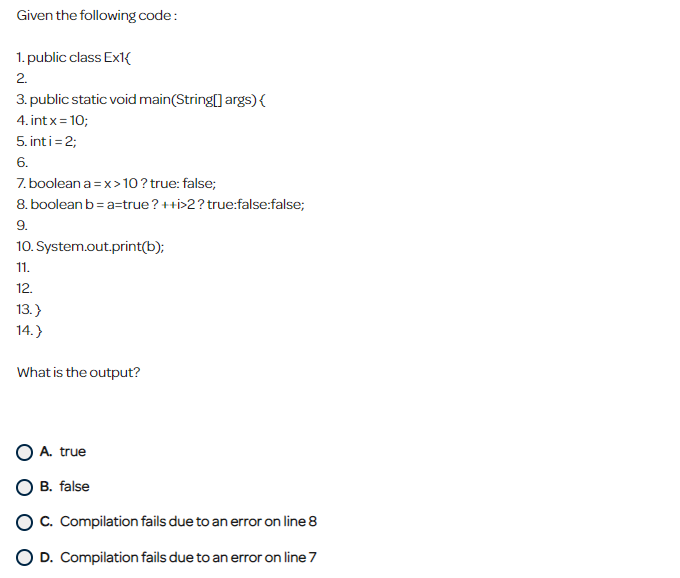 Given the following code :
1. public class Ex1{
2.
3. public static void main(String[] args) {
4. int x = 10;
5. int i = 2;
6.
7. boolean a = x > 10 ? true: false;
8. boolean b = a=true ? ++i>2 ? true:false:false;
9.
10. System.out.print(b);
11.
12.
13. }
14. }
What is the output?
A. true
B. false
C. Compilation fails due to an error on line 8
D. Compilation fails due to an error on line 7